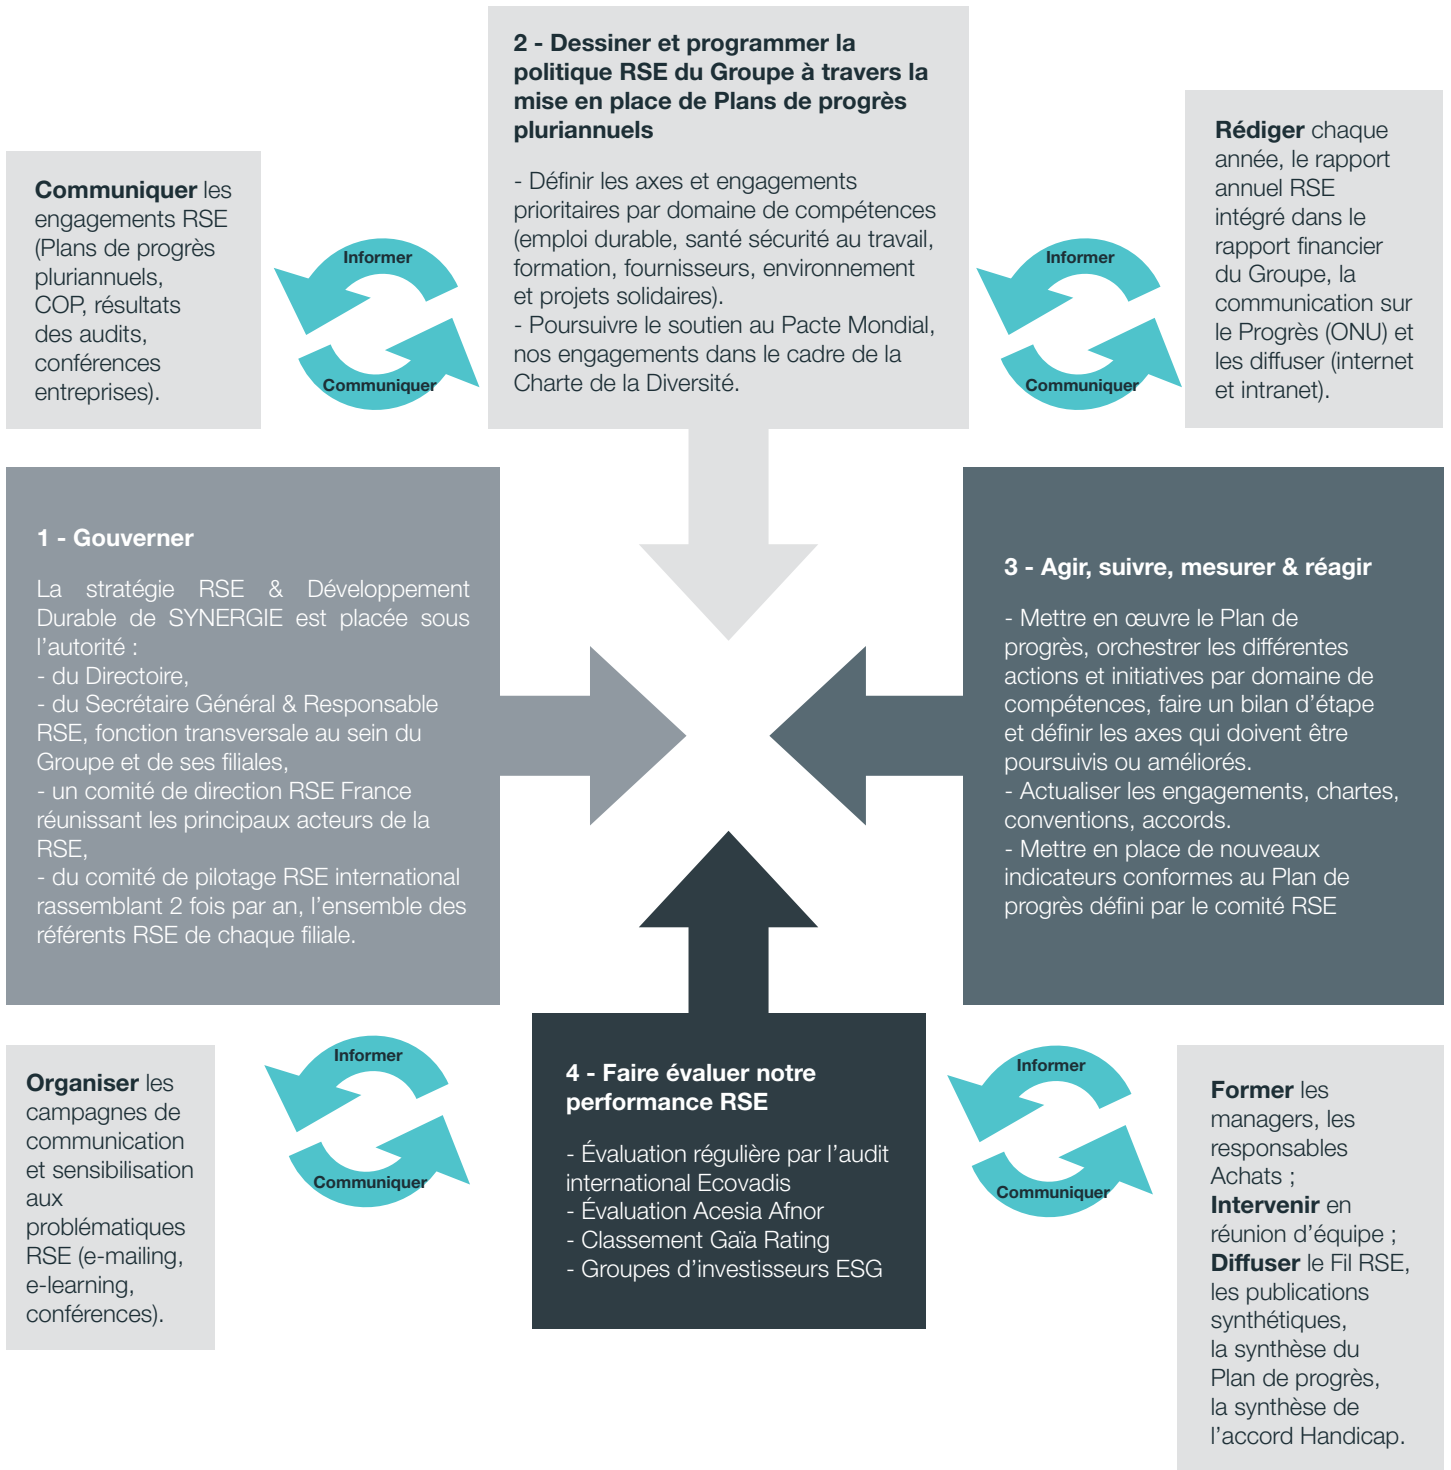 2 - Dessiner et programmer la
politique RSE du Groupe à travers la
mise en place de Plans de progrès
pluriannuels
- Définir les axes et engagements
prioritaires par domaine de compétences
(emploi durable, santé sécurité au travail,
formation, fournisseurs, environnement
et projets solidaires).
- Poursuivre le soutien au Pacte Mondial,
nos engagements dans le cadre de la
Charte de la Diversité.
Communiquer les
engagements RSE
(Plans de progrès
pluriannuels,
COP, résultats
des audits,
conférences
entreprises).
Informer
Communiquer
Informer
Communiquer
Rédiger chaque
année, le rapport
annuel RSE
intégré dans le
rapport financier
du Groupe, la
communication sur
le Progrès (ONU) et
les diffuser (internet
et intranet).
1 - Gouverner
La stratégie RSE & Développement
Durable de SYNERGIE est placée sous
l'autorité :
- du Directoire,
- du Secrétaire Général & Responsable
RSE, fonction transversale au sein du
Groupe et de ses filiales,
- un comité de direction RSE France
réunissant les principaux acteurs de la
RSE,
- du comité de pilotage RSE international
rassemblant 2 fois par an, l'ensemble des
référents RSE de chaque filiale.
3 - Agir, suivre, mesurer & réagir
- Mettre en œuvre le Plan de
progrès, orchestrer les différentes
actions et initiatives par domaine de
compétences, faire un bilan d'étape
et définir les axes qui doivent être
poursuivis ou améliorés.
- Actualiser les engagements, chartes,
conventions, accords.
- Mettre en place de nouveaux
indicateurs conformes au Plan de
progrès défini par le comité RSE
Organiser les
campagnes de
communication
et sensibilisation
aux
problématiques
RSE (e-mailing,
e-learning,
conférences).
Informer
Communiquer
4 - Faire évaluer notre
performance RSE
- Évaluation régulière par l'audit
international Ecovadis
- Évaluation Acesia Afnor
- Classement Gaïa Rating
- Groupes d'investisseurs ESG
Informer
Communiquer
Former les
managers, les
responsables
Achats ;
Intervenir en
réunion d'équipe ;
Diffuser le Fil RSE,
les publications
synthétiques,
la synthèse du
Plan de progrès,
la synthèse de
l'accord Handicap.